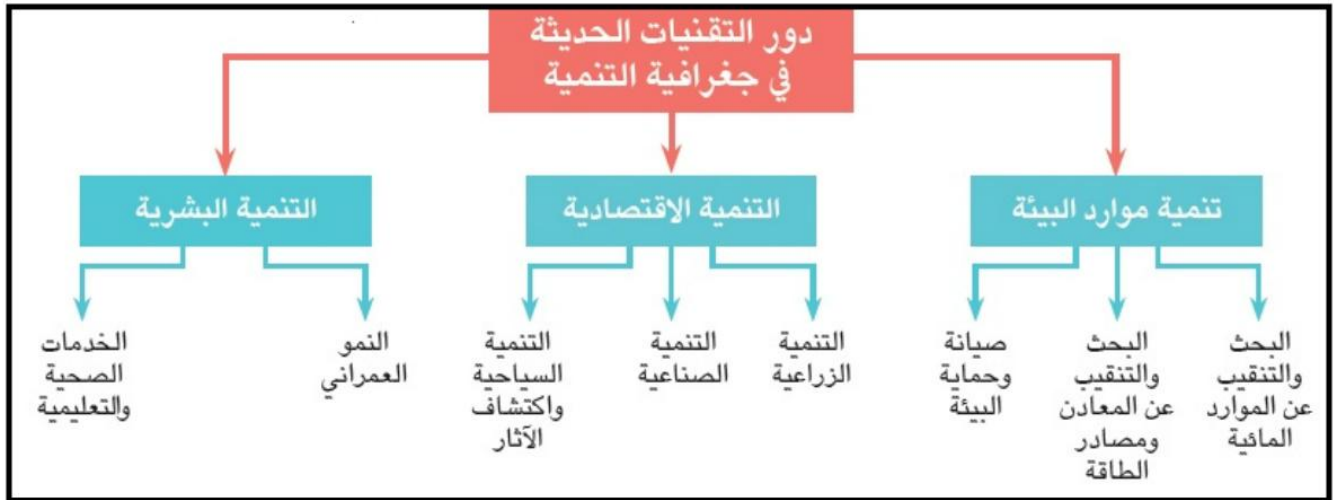 دور التقنيات الحديثة
في جغرافية التنمية
تنمية موارد البيئة
التنمية الاقتصادية
التنمية البشرية
البحث
والتنقيب
عن الموارد
المائية
البحث
والتنقيب
عن المعادن
ومصادر
الطاقة
صيانة
وحماية
البيئة
التنمية
الزراعية
التنمية
الصناعية
التنمية
السياحية
واكتشاف
الآثار
النمو
العمراني
الخدمات
الصحية
والتعليمية